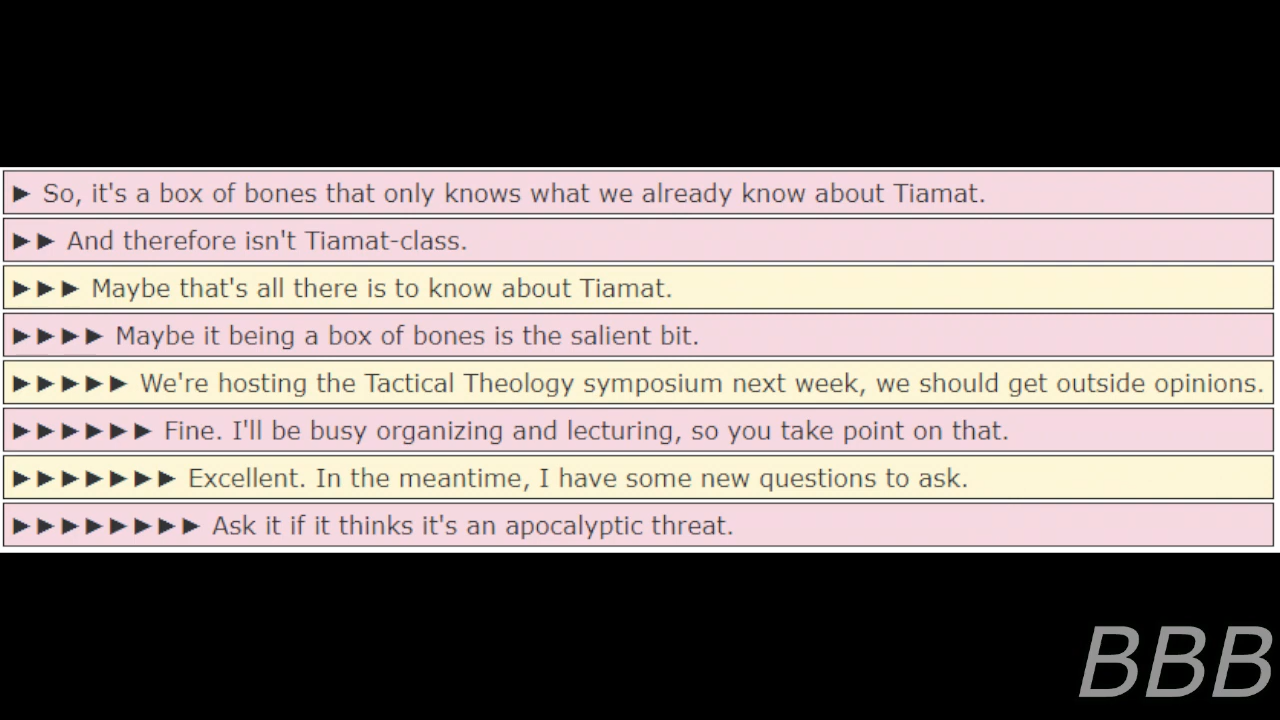 ► So, it's a box of bones that only knows what we already know about Tiamat.
►► And therefore isn't Tiamat-class.
►►► Maybe that's all there is to know about Tiamat.
►►►► Maybe it being a box of bones is the salient bit.
►►►►► We're hosting the Tactical Theology symposium next week, we should get outside opinions.
►►►►►► Fine. I'll be busy organizing and lecturing, so you take point on that.
►►►►►►► Excellent. In the meantime, I have some new questions to ask.
►►►►►►►► Ask it if it thinks it's an apocalyptic threat.
BBB